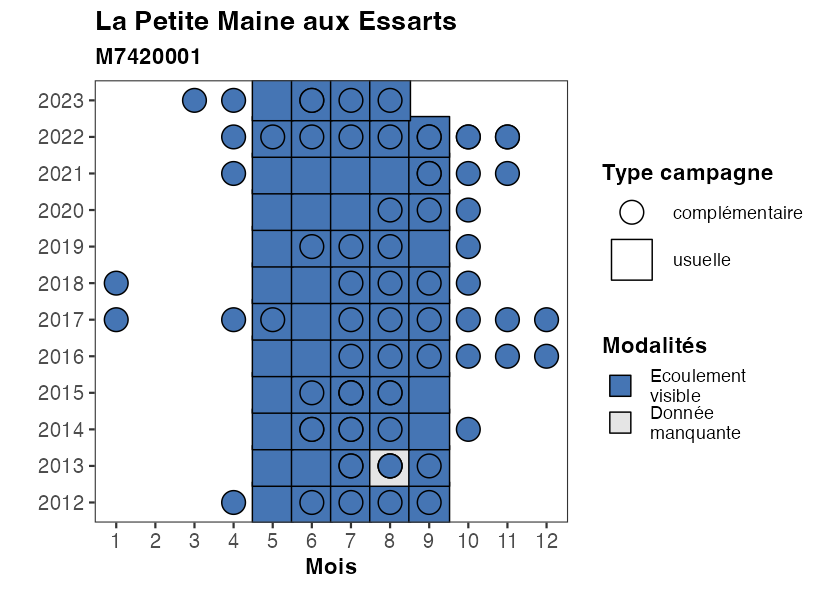 La Petite Maine aux Essarts
M7420001
2023
2022
2021
2020
2019
2018
2017
2016
2015
2014
2013
2012
1 2 3 4 5 6 7 8 9 10 11 12
Mois
Type campagne
complémentaire
usuelle
Modalités
Ecoulement
visible
Donnée
manquante